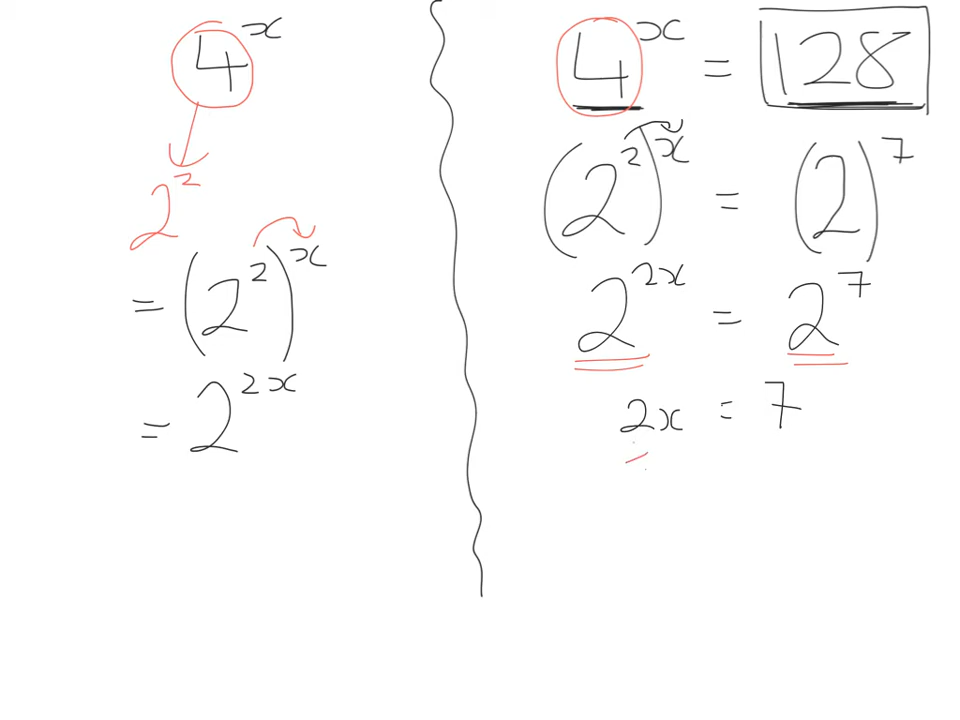 4^x
2^2
= (2^2)^x
= 2^{2x}
4^x = 128
(2^2)^x = (2)^7
2^{2x} = 2^7
2x = 7